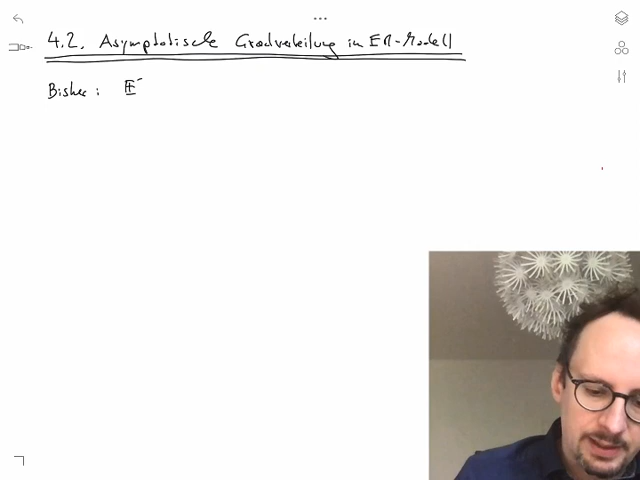 4.2. Asymptotische Gradverteilung im ER-Modell
Bisher: E